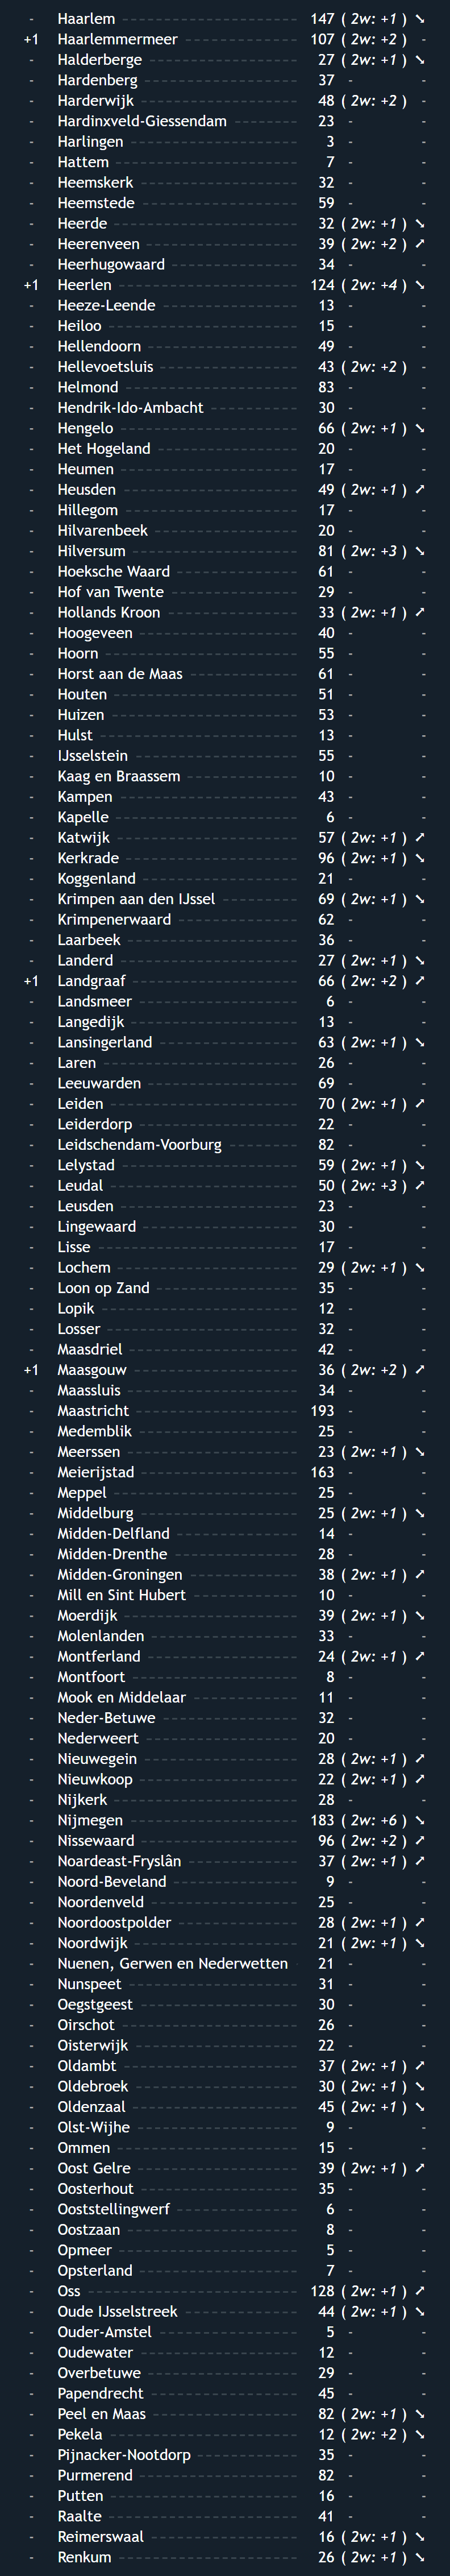 - Haarlem 147 ( 2w: +1 ) ➘
+1 Haarlemmermeer 107 ( 2w: +2 ) -
- Halderberge 27 ( 2w: +1 ) ➘
- Hardenberg 37 - -
- Harderwijk 48 ( 2w: +2 ) -
- Hardinxveld-Giessendam 23 - -
- Harlingen 3 - -
- Hattem 7 - -
- Heemskerk 32 - -
- Heemstede 59 - -
- Heerde 32 ( 2w: +1 ) ➘
- Heerenveen 39 ( 2w: +2 ) ➚
- Heerhugowaard 34 - -
+1 Heerlen 124 ( 2w: +4 ) ➘
- Heeze-Leende 13 - -
- Heiloo 15 - -
- Hellendoorn 49 - -
- Hellevoetsluis 43 ( 2w: +2 ) -
- Helmond 83 - -
- Hendrik-Ido-Ambacht 30 - -
- Hengelo 66 ( 2w: +1 ) ➘
- Het Hogeland 20 - -
- Heumen 17 - -
- Heusden 49 ( 2w: +1 ) ➚
- Hillegom 17 - -
- Hilvarenbeek 20 - -
- Hilversum 81 ( 2w: +3 ) ➘
- Hoeksche Waard 61 - -
- Hof van Twente 29 - -
- Hollands Kroon 33 ( 2w: +1 ) ➚
- Hoogeveen 40 - -
- Hoorn 55 - -
- Horst aan de Maas 61 - -
- Houten 51 - -
- Huizen 53 - -
- Hulst 13 - -
- IJsselstein 55 - -
- Kaag en Braassem 10 - -
- Kampen 43 - -
- Kapelle 6 - -
- Katwijk 57 ( 2w: +1 ) ➚
- Kerkrade 96 ( 2w: +1 ) ➘
- Koggenland 21 - -
- Krimpen aan den IJssel 69 ( 2w: +1 ) ➘
- Krimpenerwaard 62 - -
- Laarbeek 36 - -
- Landerd 27 ( 2w: +1 ) ➘
+1 Landgraaf 66 ( 2w: +2 ) ➚
- Landsmeer 6 - -
- Langedijk 13 - -
- Lansingerland 63 ( 2w: +1 ) ➘
- Laren 26 - -
- Leeuwarden 69 - -
- Leiden 70 ( 2w: +1 ) ➚
- Leiderdorp 22 - -
- Leidschendam-Voorburg 82 - -
- Lelystad 59 ( 2w: +1 ) ➘
- Leudal 50 ( 2w: +3 ) ➚
- Leusden 23 - -
- Lingewaard 30 - -
- Lisse 17 - -
- Lochem 29 ( 2w: +1 ) ➘
- Loon op Zand 35 - -
- Lopik 12 - -
- Losser 32 - -
- Maasdriel 42 - -
+1 Maasgouw 36 ( 2w: +2 ) ➚
- Maassluis 34 - -
- Maastricht 193 - -
- Medemblik 25 - -
- Meerssen 23 ( 2w: +1 ) ➘
- Meierijstad 163 - -
- Meppel 25 - -
- Middelburg 25 ( 2w: +1 ) ➘
- Midden-Delfland 14 - -
- Midden-Drenthe 28 - -
- Midden-Groningen 38 ( 2w: +1 ) ➚
- Mill en Sint Hubert 10 - -
- Moerdijk 39 ( 2w: +1 ) ➘
- Molenlanden 33 - -
- Montferland 24 ( 2w: +1 ) ➚
- Montfoort 8 - -
- Mook en Middelaar 11 - -
- Neder-Betuwe 32 - -
- Nederweert 20 - -
- Nieuwegein 28 ( 2w: +1 ) ➚
- Nieuwkoop 22 ( 2w: +1 ) ➚
- Nijkerk 28 - -
- Nijmegen 183 ( 2w: +6 ) ➘
- Nissewaard 96 ( 2w: +2 ) ➚
- Noardeast-Fryslân 37 ( 2w: +1 ) ➚
- Noord-Beveland 9 - -
- Noordenveld 25 - -
- Noordoostpolder 28 ( 2w: +1 ) ➚
- Noordwijk 21 ( 2w: +1 ) ➘
- Nuenen, Gerwen en Nederwetten 21 - -
- Nunspeet 31 - -
- Oegstgeest 30 - -
- Oirschot 26 - -
- Oisterwijk 22 - -
- Oldambt 37 ( 2w: +1 ) ➚
- Oldebroek 30 ( 2w: +1 ) ➘
- Oldenzaal 45 ( 2w: +1 ) ➘
- Olst-Wijhe 9 - -
- Ommen 15 - -
- Oost Gelre 39 ( 2w: +1 ) ➚
- Oosterhout 35 - -
- Ooststellingwerf 6 - -
- Oostzaan 8 - -
- Opmeer 5 - -
- Opsterland 7 - -
- Oss 128 ( 2w: +1 ) ➚
- Oude IJsselstreek 44 ( 2w: +1 ) ➘
- Ouder-Amstel 5 - -
- Oudewater 12 - -
- Overbetuwe 29 - -
- Papendrecht 45 - -
- Peel en Maas 82 ( 2w: +1 ) ➘
- Pekela 12 ( 2w: +2 ) ➘
- Pijnacker-Nootdorp 35 - -
- Purmerend 82 - -
- Putten 16 - -
- Raalte 41 - -
- Reimerswaal 16 ( 2w: +1 ) ➘
- Renkum 26 ( 2w: +1 ) ➘